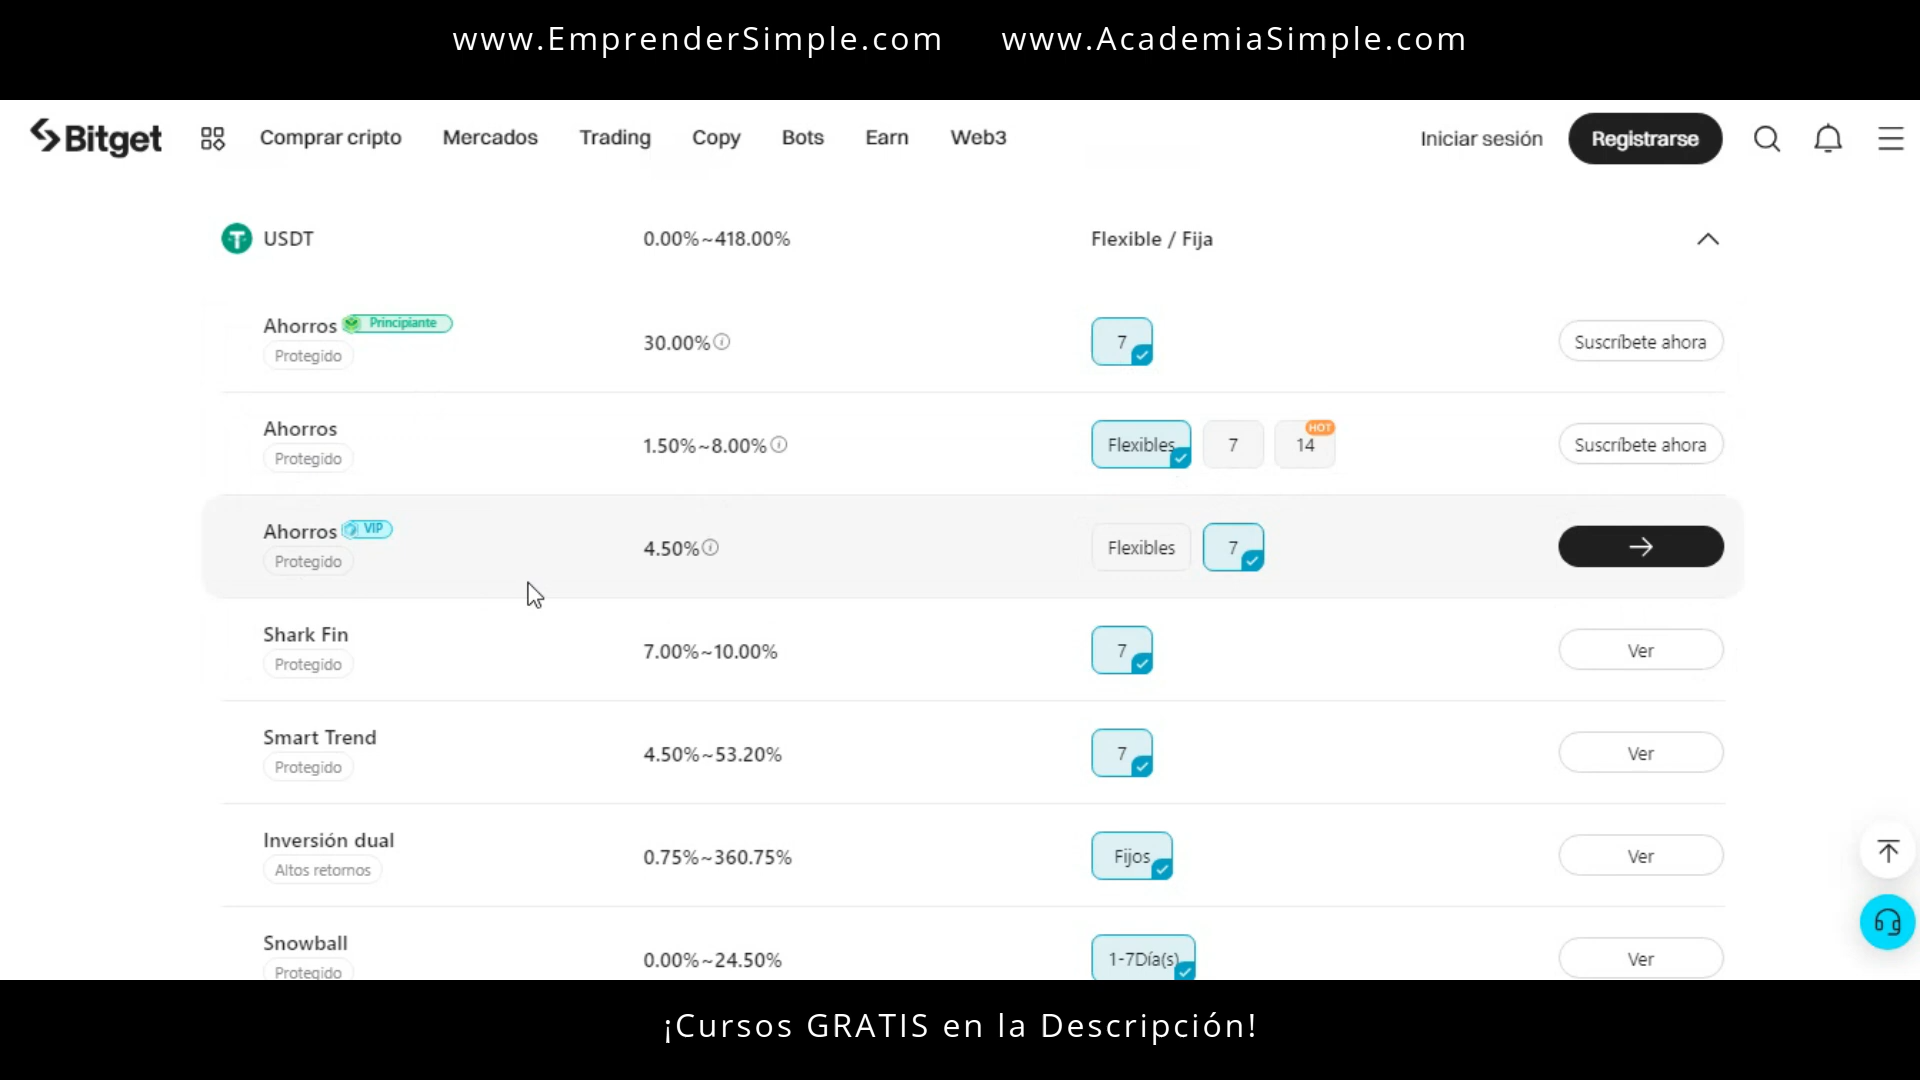 www.EmprenderSimple.com www.AcademiaSimple.com
Bitget Comprar cripto Mercados Trading Copy Bots Earn Web3 Iniciar sesión Registrarse
USDT 0.00%~418.00% Flexible / Fija
Ahorros Principiante
Protegido
30.00% 7 Suscríbete ahora
Ahorros
Protegido
1.50%~8.00% Flexibles 7 14 HOT Suscríbete ahora
Ahorros VIP
Protegido
4.50% Flexibles 7
Shark Fin
Protegido
7.00%~10.00% 7 Ver
Smart Trend
Protegido
4.50%~53.20% 7 Ver
Inversión dual
Altos retornos
0.75%~360.75% Fijos Ver
Snowball
Protegido
0.00%~24.50% 1-7Día(s) Ver
¡Cursos GRATIS en la Descripción!